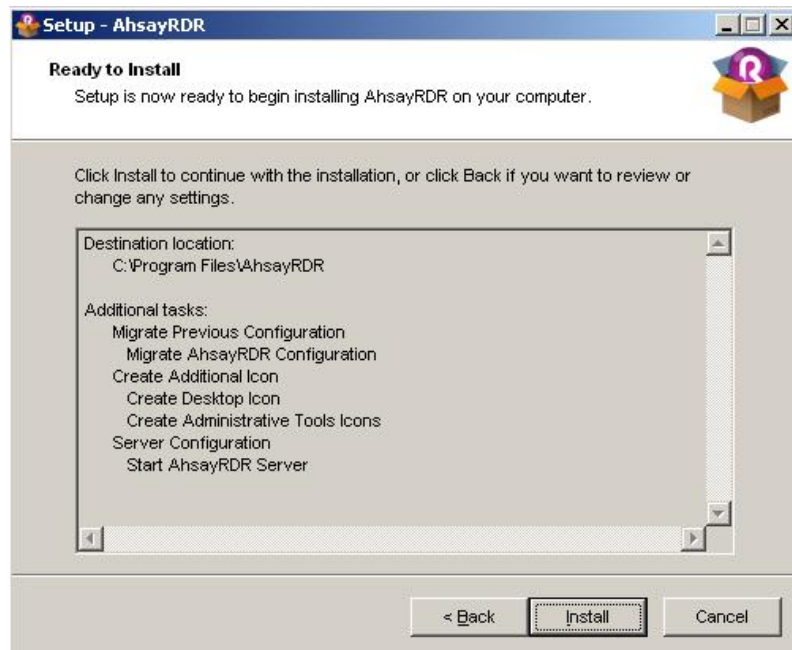 Setup - AhsayRDR
Ready to Install
Setup is now ready to begin installing AhsayRDR on your computer.
R
Click Install to continue with the installation, or click Back if you want to review or
change any settings.
Destination location:
C:\Program Files\AhsayRDR
Additional tasks:
Migrate Previous Configuration
Migrate AhsayRDR Configuration
Create Additional Icon
Create Desktop Icon
Create Administrative Tools Icons
Server Configuration
Start AhsayRDR Server
< Back Install Cancel